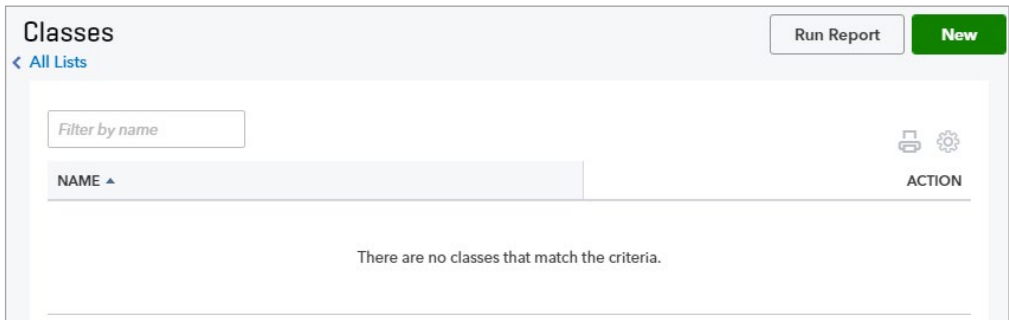 Classes
Run Report
New
All Lists
Filter by name
NAME
ACTION
There are no classes that match the criteria.